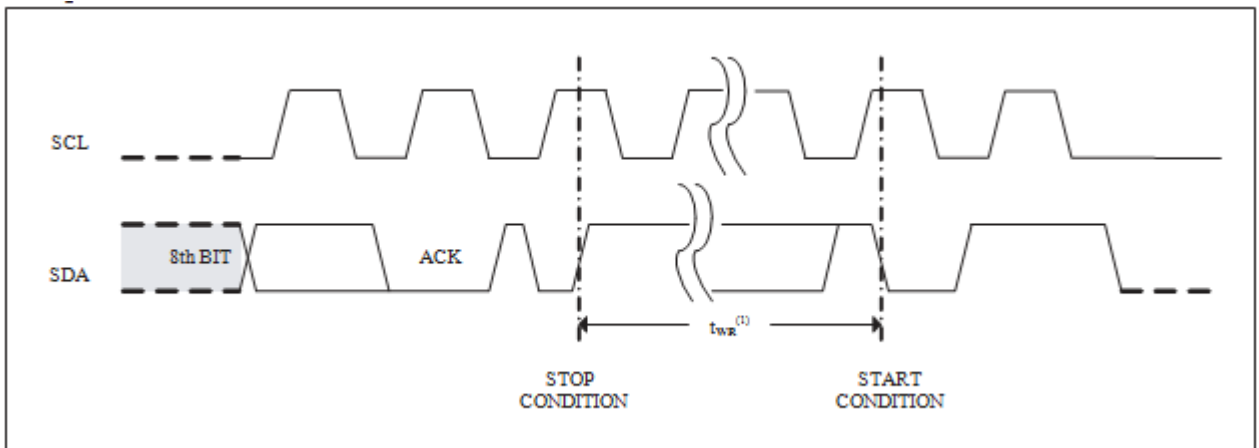 SCL
8th BIT
ACK
SDA
tWR(1)
STOP
CONDITION
START
CONDITION